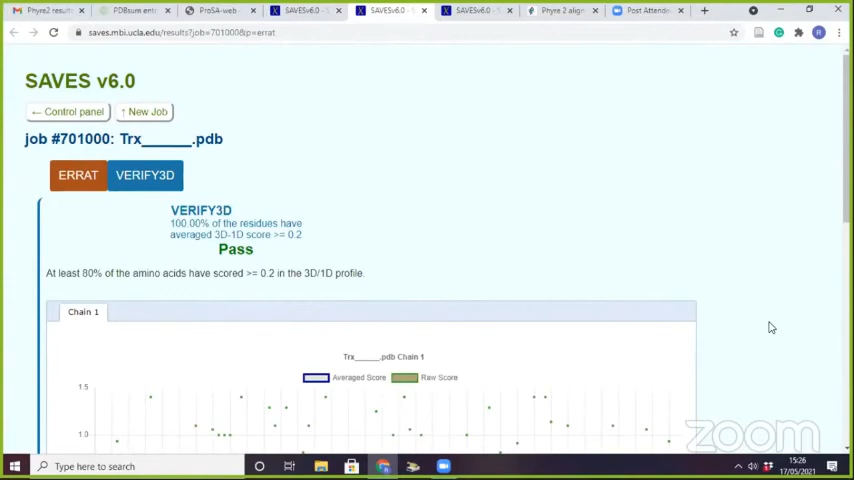 Phyre2 results
PDBsum entr
ProSA-web -
SAVESv6.0 - S
SAVESv6.0 -
SAVESv6.0 - S
Phyre 2 align
Post Attende
saves.mbi.ucla.edu/results?job=701000&p=errat
SAVES v6.0
← Control panel
↑ New Job
job #701000: Trx______.pdb
ERRAT
VERIFY3D
VERIFY3D
100.00% of the residues have
averaged 3D-1D score >= 0.2
Pass
At least 80% of the amino acids have scored >= 0.2 in the 3D/1D profile.
Chain 1
Trx______.pdb Chain 1
Averaged Score
Raw Score
1.5
1.0
zoom
Type here to search
15:26
17/05/2021